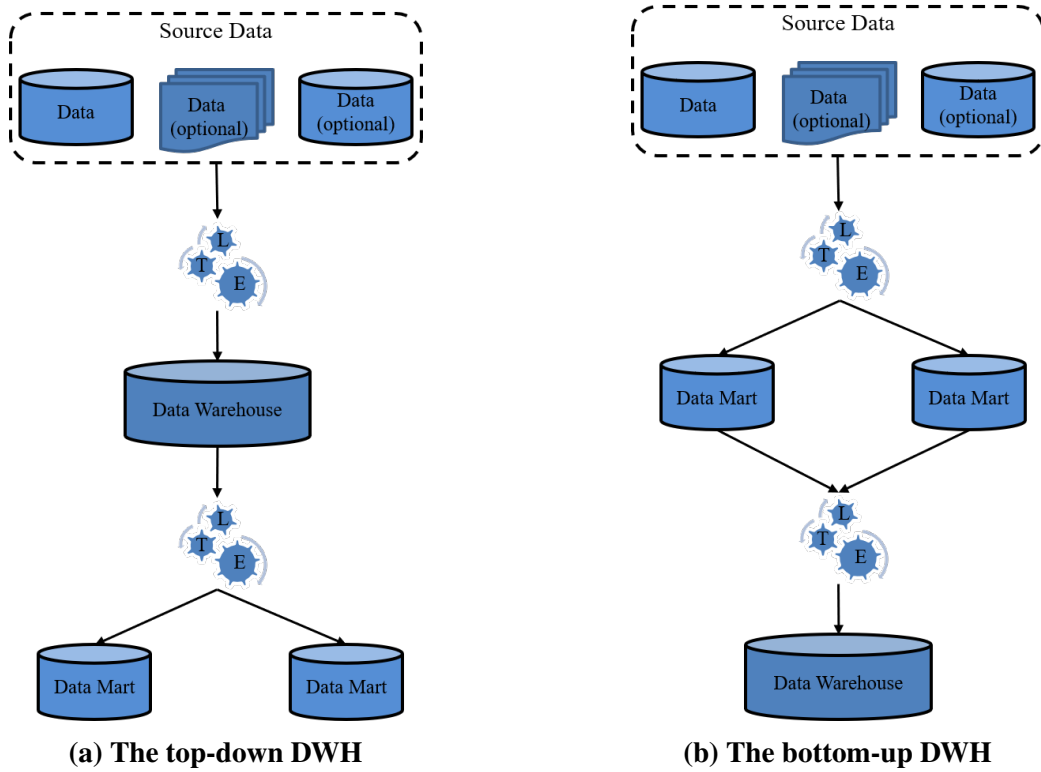 Source Data
Data
Data
(optional)
Data
(optional)
L
T
E
Data Warehouse
L
T
E
Data Mart
Data Mart
(a) The top-down DWH
Source Data
Data
Data
(optional)
Data
(optional)
L
T
E
Data Mart
Data Mart
L
T
E
Data Warehouse
(b) The bottom-up DWH